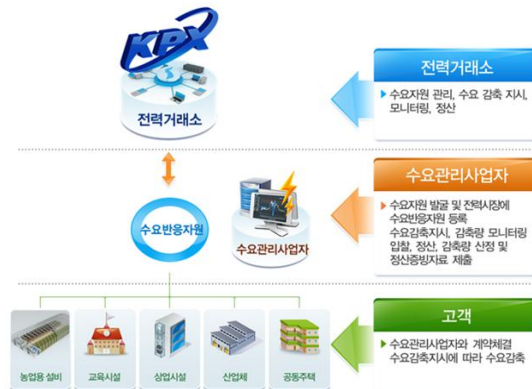 KPX
전력거래소
전력거래소
수요자원 관리, 수요 감축 지시,
모니터링, 정산
수요반응자원
수요관리사업자
수요관리사업자
수요자원 발굴 및 전력시장에
수요반응자원 등록
수요감축지시, 감축량 모니터링
입찰, 정산, 감축량 산정 및
정산증빙자료 제출
농업용 설비
교육시설
상업시설
산업체
공동주택
고객
수요관리사업자와 계약체결
수요감축지시에 따라 수요감축